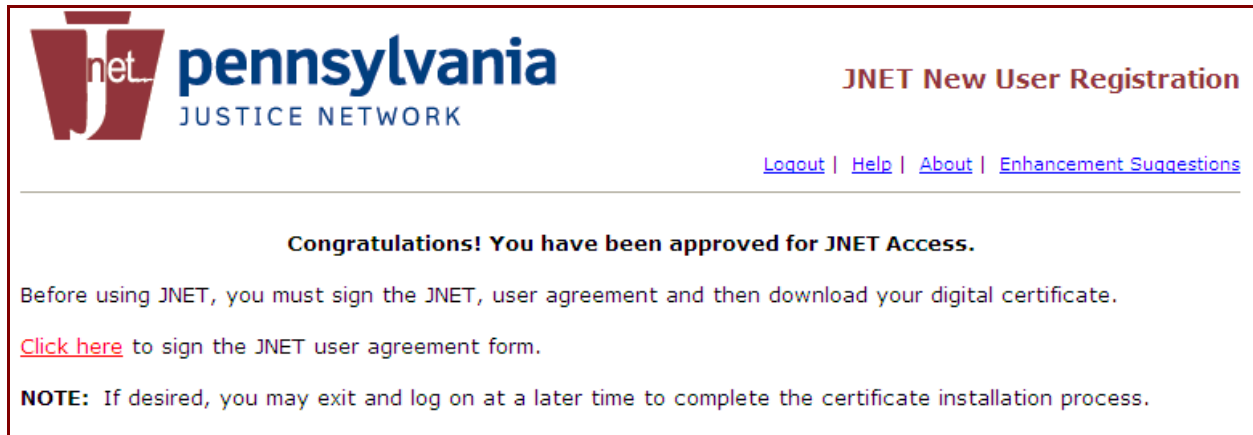 Jnet
pennsylvania
JUSTICE NETWORK
JNET New User Registration
Logout | Help | About | Enhancement Suggestions
Congratulations! You have been approved for JNET Access.
Before using JNET, you must sign the JNET, user agreement and then download your digital certificate.
Click here to sign the JNET user agreement form.
NOTE: If desired, you may exit and log on at a later time to complete the certificate installation process.